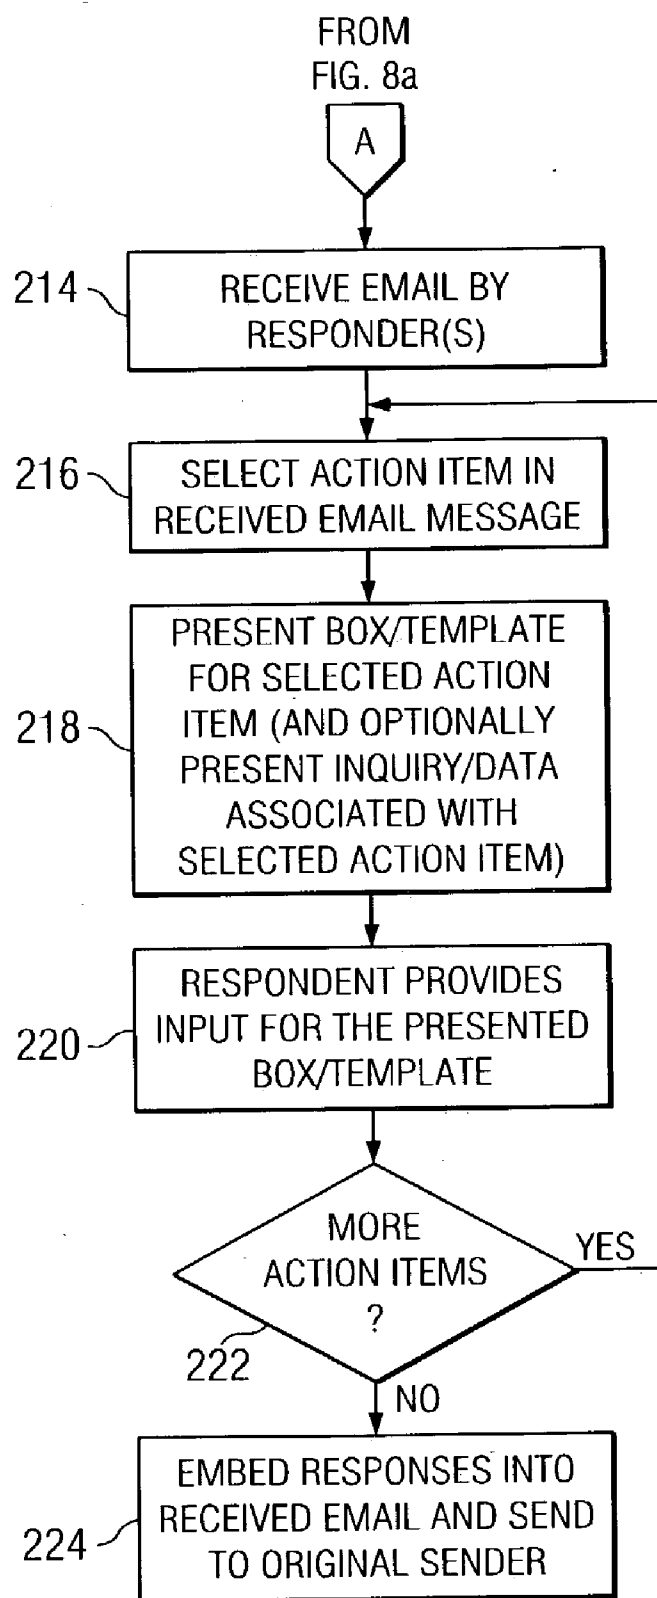 FROM
FIG. 8a
A
214
RECEIVE EMAIL BY
RESPONDER(S)
216
SELECT ACTION ITEM IN
RECEIVED EMAIL MESSAGE
218
PRESENT BOX/TEMPLATE
FOR SELECTED ACTION
ITEM (AND OPTIONALLY
PRESENT INQUIRY/DATA
ASSOCIATED WITH
SELECTED ACTION ITEM)
220
RESPONDENT PROVIDES
INPUT FOR THE PRESENTED
BOX/TEMPLATE
MORE
ACTION ITEMS
?
YES
222
NO
224
EMBED RESPONSES INTO
RECEIVED EMAIL AND SEND
TO ORIGINAL SENDER